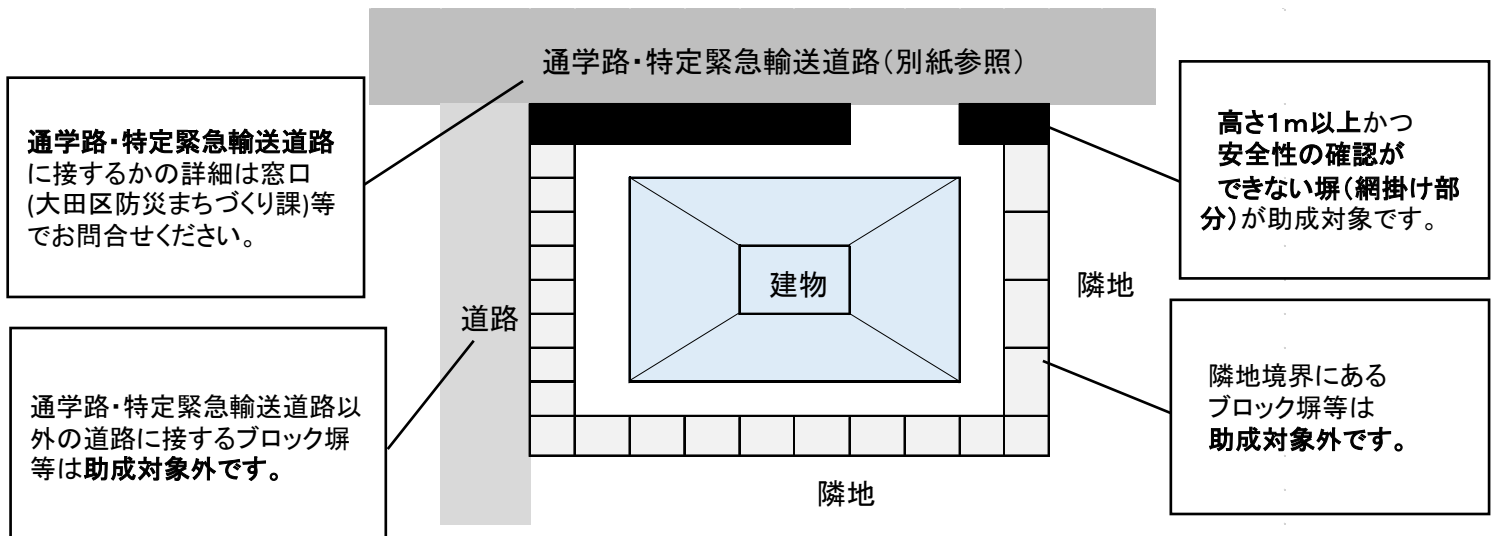 通学路・特定緊急輸送道路(別紙参照)
通学路・特定緊急輸送道路
に接するかの詳細は窓口
(大田区防災まちづくり課)等
でお問合せください。
高さ1m以上かつ
安全性の確認が
できない塀(網掛け部
分)が助成対象です。
建物
隣地
道路
通学路・特定緊急輸送道路以
外の道路に接するブロック塀
等は助成対象外です。
隣地境界にある
ブロック塀等は
助成対象外です。
隣地